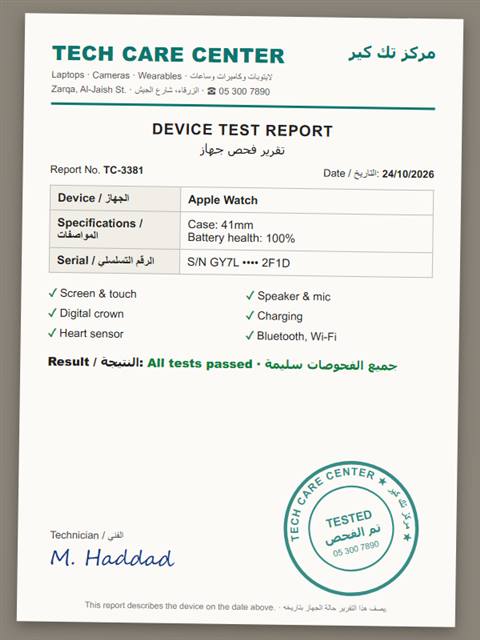 TECH CARE CENTER
مركز تك كير
Laptops · Cameras · Wearables · لابتوبات وكاميرات وساعات
Zarqa, Al-Jaish St. · الزرقاء، شارع الجيش · ☎ 05 300 7890
DEVICE TEST REPORT
تقرير فحص جهاز
Report No. TC-3381
Date / التاريخ: 24/10/2026
Device / الجهاز
Apple Watch
Specifications / المواصفات
Case: 41mm
Battery health: 100%
Serial / الرقم التسلسلي
S/N GY7L •••• 2F1D
✓ Screen & touch
✓ Speaker & mic
✓ Digital crown
✓ Charging
✓ Heart sensor
✓ Bluetooth, Wi-Fi
Result / النتيجة: All tests passed · جميع الفحوصات سليمة
TECH CARE CENTER ★ مركز تك كير ★
TESTED
تم الفحص
05 300 7890
Technician / الفني
M. Haddad
This report describes the device on the date above. · يصف هذا التقرير حالة الجهاز بتاريخه.